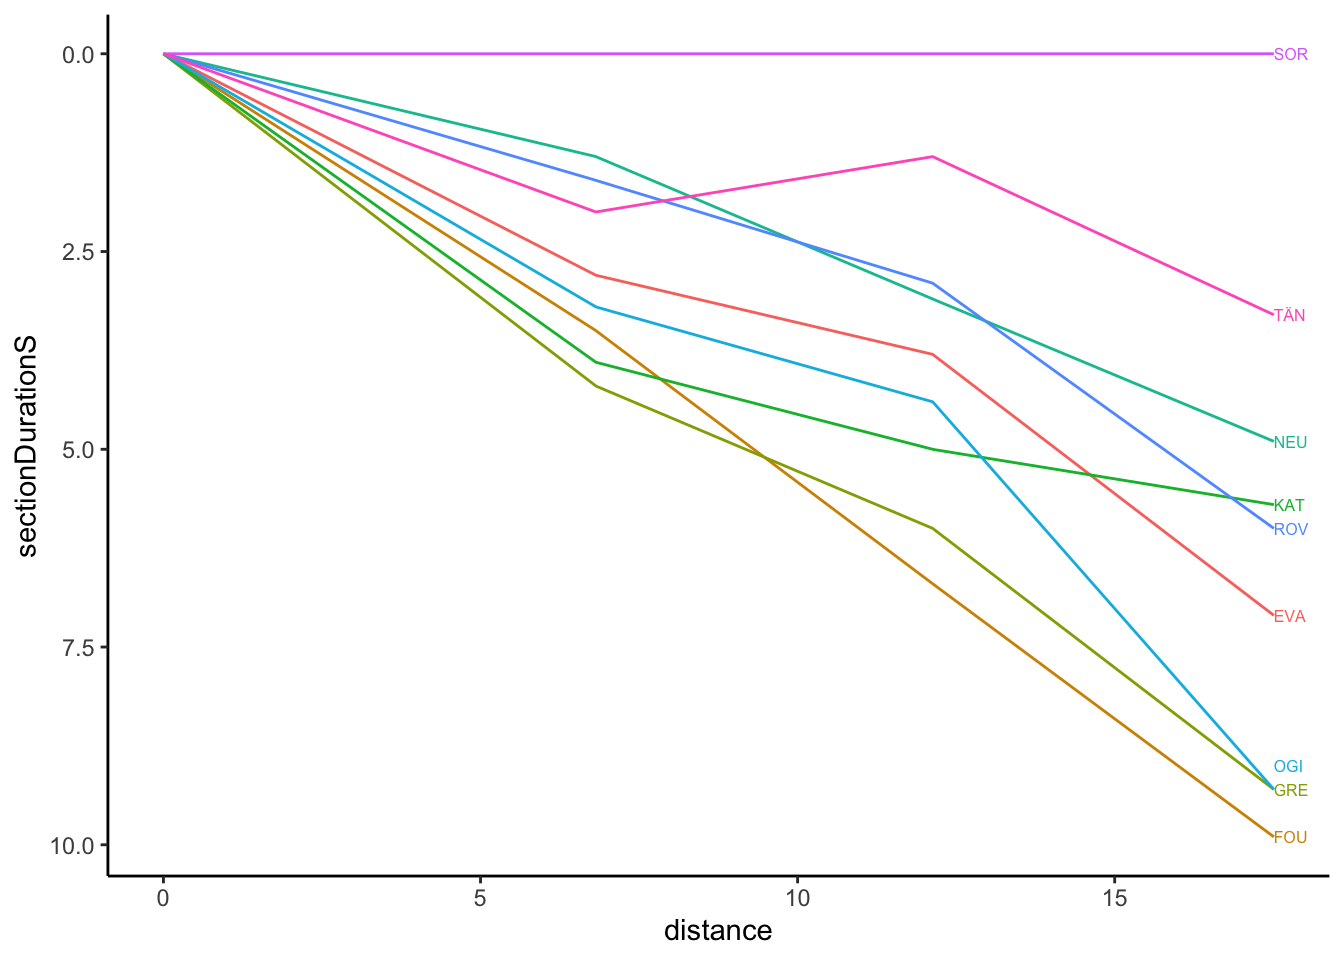 0.0
2.5
5.0
7.5
10.0
sectionDurationS
0
5
10
15
distance
SOR
TÄN
NEU
KAT
ROV
EVA
OGI
GRE
FOU